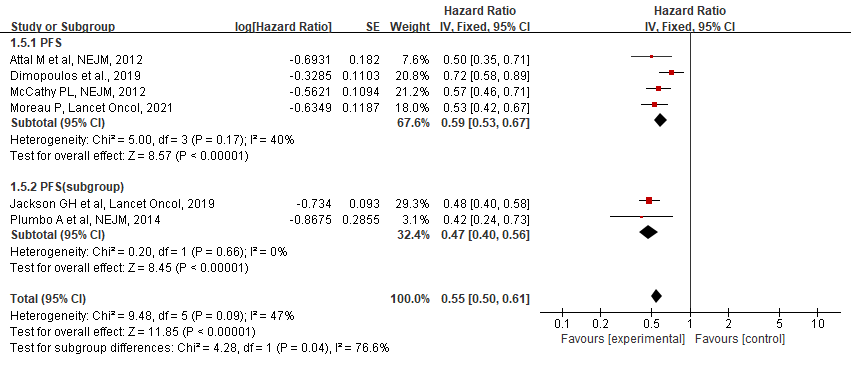 Hazard Ratio Hazard Ratio
Study or Subgroup log[Hazard Ratio] SE Weight IV, Fixed, 95% CI IV, Fixed, 95% CI
1.5.1 PFS
Attal M et al, NEJM, 2012 -0.6931 0.182 7.6% 0.50 [0.35, 0.71]
Dimopoulos et al., 2019 -0.3285 0.1103 20.8% 0.72 [0.58, 0.89]
McCathy PL, NEJM, 2012 -0.5621 0.1094 21.2% 0.57 [0.46, 0.71]
Moreau P, Lancet Oncol, 2021 -0.6349 0.1187 18.0% 0.53 [0.42, 0.67]
Subtotal (95% CI) 67.6% 0.59 [0.53, 0.67]
Heterogeneity: Chi² = 5.00, df = 3 (P = 0.17); I² = 40%
Test for overall effect: Z = 8.57 (P < 0.00001)
1.5.2 PFS(subgroup)
Jackson GH et al, Lancet Oncol, 2019 -0.734 0.093 29.3% 0.48 [0.40, 0.58]
Plumbo A et al, NEJM, 2014 -0.8675 0.2855 3.1% 0.42 [0.24, 0.73]
Subtotal (95% CI) 32.4% 0.47 [0.40, 0.56]
Heterogeneity: Chi² = 0.20, df = 1 (P = 0.66); I² = 0%
Test for overall effect: Z = 8.45 (P < 0.00001)
Total (95% CI) 100.0% 0.55 [0.50, 0.61]
Heterogeneity: Chi² = 9.48, df = 5 (P = 0.09); I² = 47%
Test for overall effect: Z = 11.85 (P < 0.00001)
Test for subgroup differences: Chi² = 4.28, df = 1 (P = 0.04), I² = 76.6%
0.1 0.2 0.5 1 2 5 10
Favours [experimental] Favours [control]